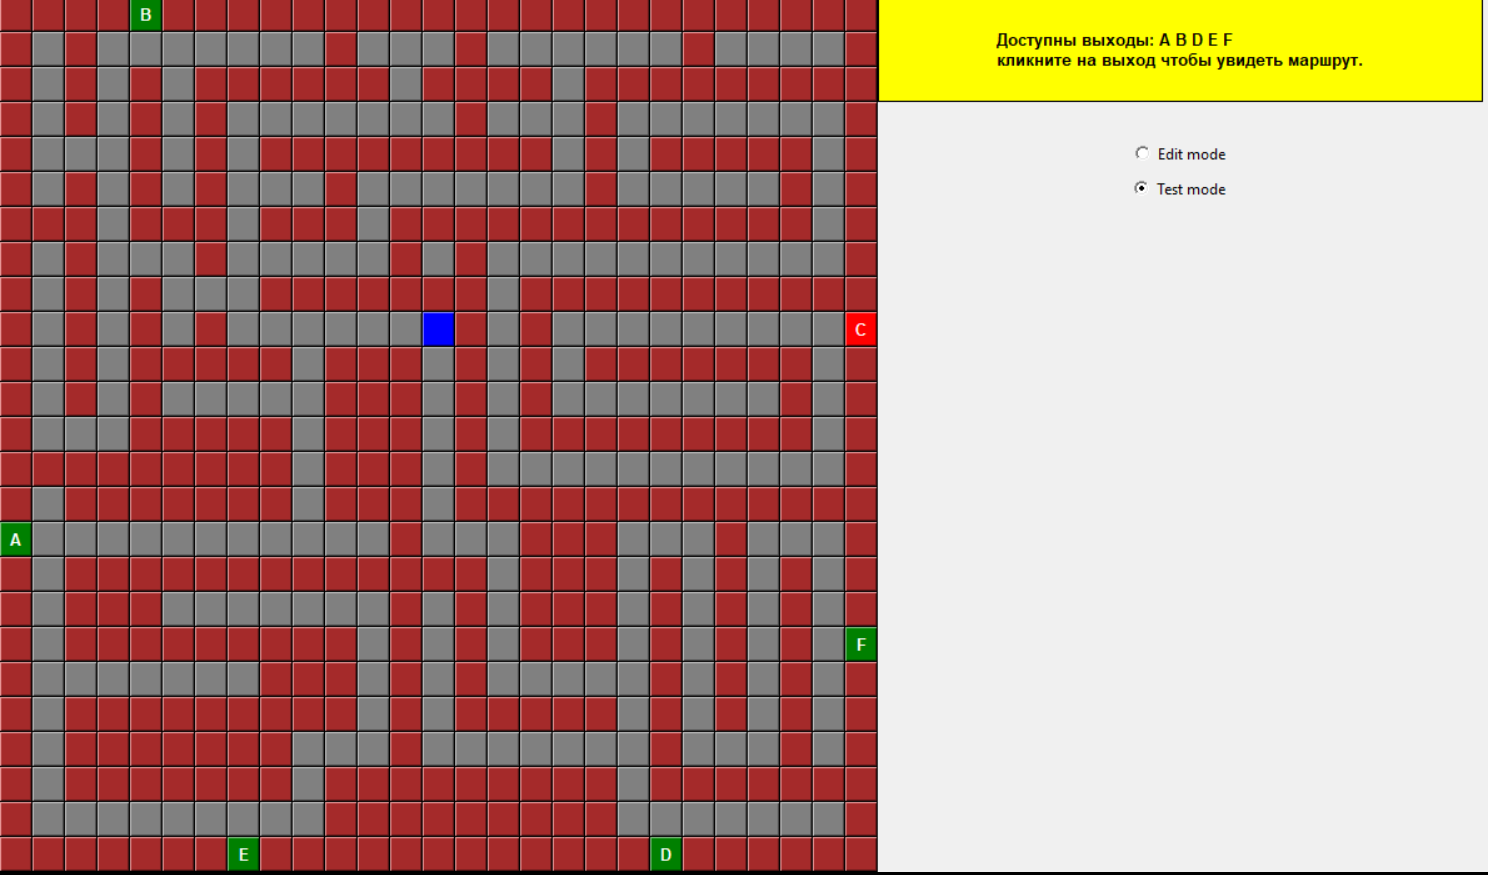 B
Доступны выходы: A B D E F
кликните на выход чтобы увидеть маршрут.
Edit mode
Test mode
C
A
F
E
D